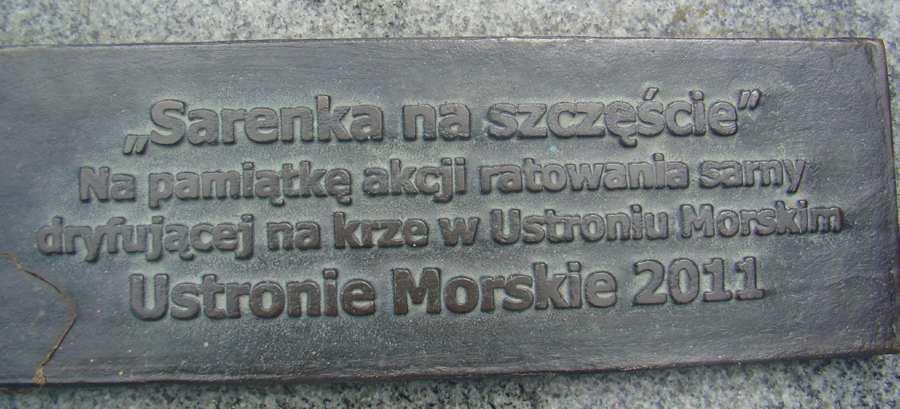 „Sarenka na szczęście”
Na pamiątkę akcji ratowania sarny
dryfującej na krze w Ustroniu Morskim
Ustronie Morskie 2011